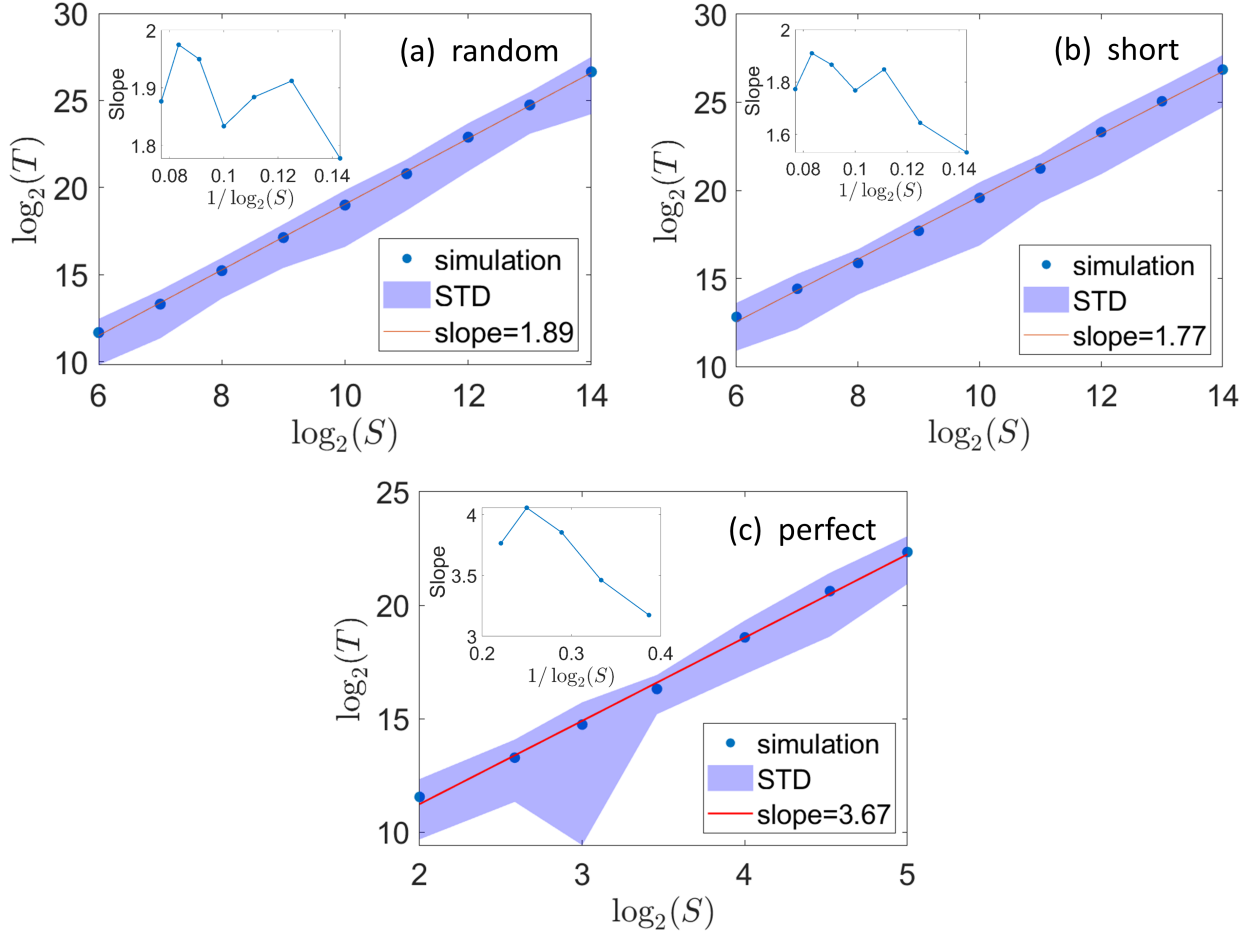 (a) random
30
25
20
15
10
log₂(T)
6 8 10 12 14
log₂(S)
simulation
STD
slope=1.89
2
1.9
1.8
Slope
0.08 0.1 0.12 0.14
1/ log₂(S)
(b) short
30
25
20
15
10
log₂(T)
6 8 10 12 14
log₂(S)
simulation
STD
slope=1.77
2
1.8
1.6
Slope
0.08 0.1 0.12 0.14
1/ log₂(S)
(c) perfect
25
20
15
10
log₂(T)
2 3 4 5
log₂(S)
simulation
STD
slope=3.67
4
3.5
3
Slope
0.2 0.3 0.4
1/ log₂(S)